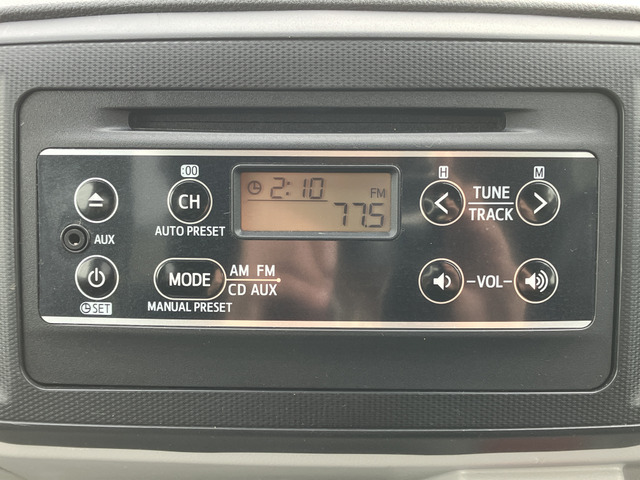 :00
CH
AUTO PRESET
2:10
FM
77.5
H
M
TUNE
TRACK
AUX
MODE
AM FM
CD AUX
MANUAL PRESET
SET
-VOL-